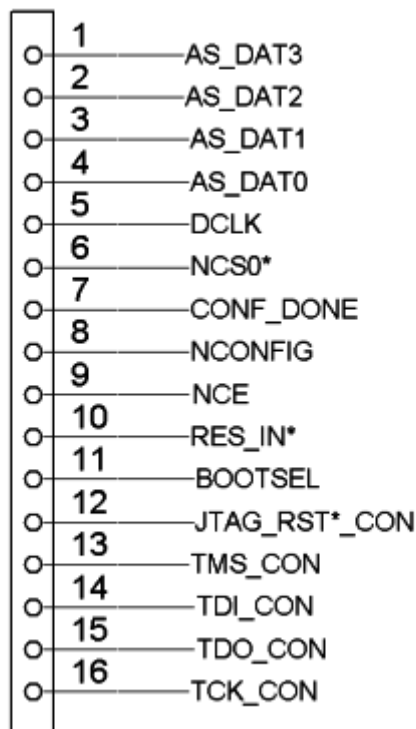 1 AS_DAT3
2 AS_DAT2
3 AS_DAT1
4 AS_DAT0
5 DCLK
6 NCS0*
7 CONF_DONE
8 NCONFIG
9 NCE
10 RES_IN*
11 BOOTSEL
12 JTAG_RST*_CON
13 TMS_CON
14 TDI_CON
15 TDO_CON
16 TCK_CON